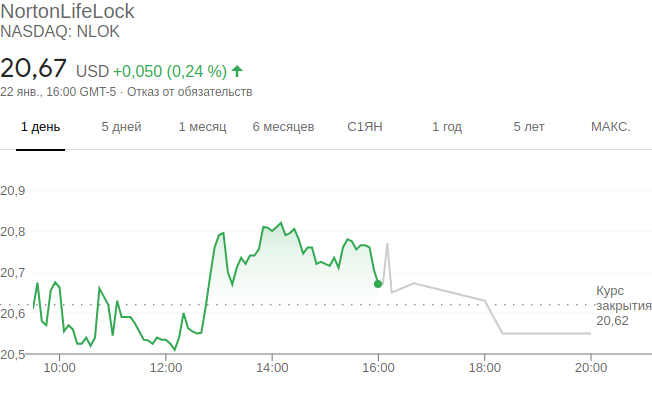 NortonLifeLock
NASDAQ: NLOK
20,67 USD +0,050 (0,24 %)
22 янв., 16:00 GMT-5 · Отказ от обязательств
1 день 5 дней 1 месяц 6 месяцев С1ЯН 1 год 5 лет МАКС.
20,9
20,8
20,7
20,6
20,5
Курс
закрытия
20,62
10:00 12:00 14:00 16:00 18:00 20:00